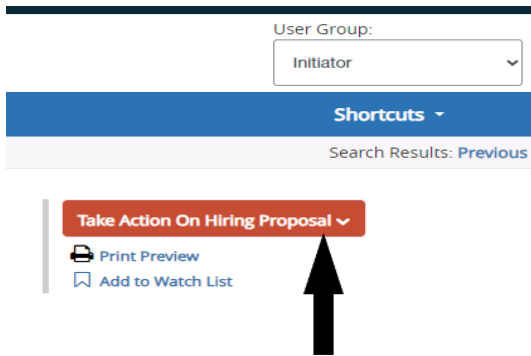 User Group:
Initiator
Shortcuts
Search Results: Previous
Take Action On Hiring Proposal
Print Preview
Add to Watch List